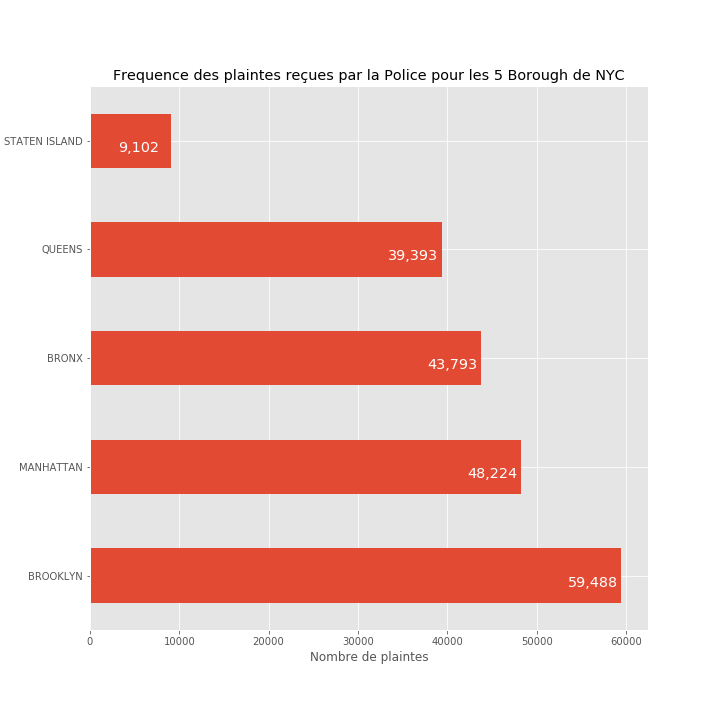 Frequence des plaintes reçues par la Police pour les 5 Borough de NYC
STATEN ISLAND
9,102
QUEENS
39,393
BRONX
43,793
MANHATTAN
48,224
BROOKLYN
59,488
0 10000 20000 30000 40000 50000 60000
Nombre de plaintes